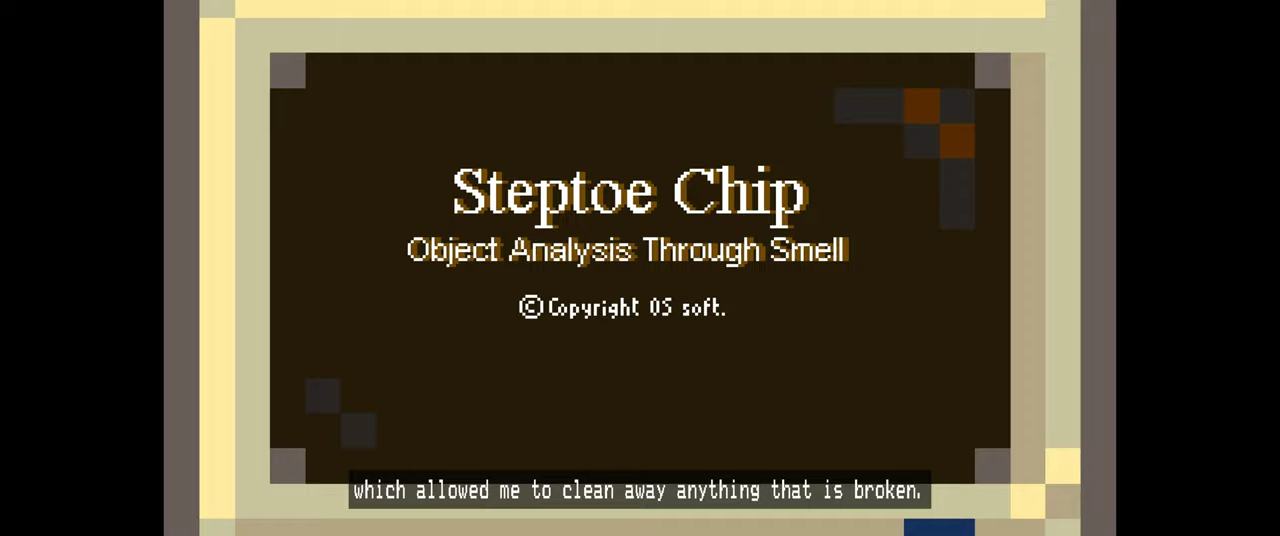 Steptoe Chip
Object Analysis Through Smell
©Copyright OS soft.
which allowed me to clean away anything that is broken.